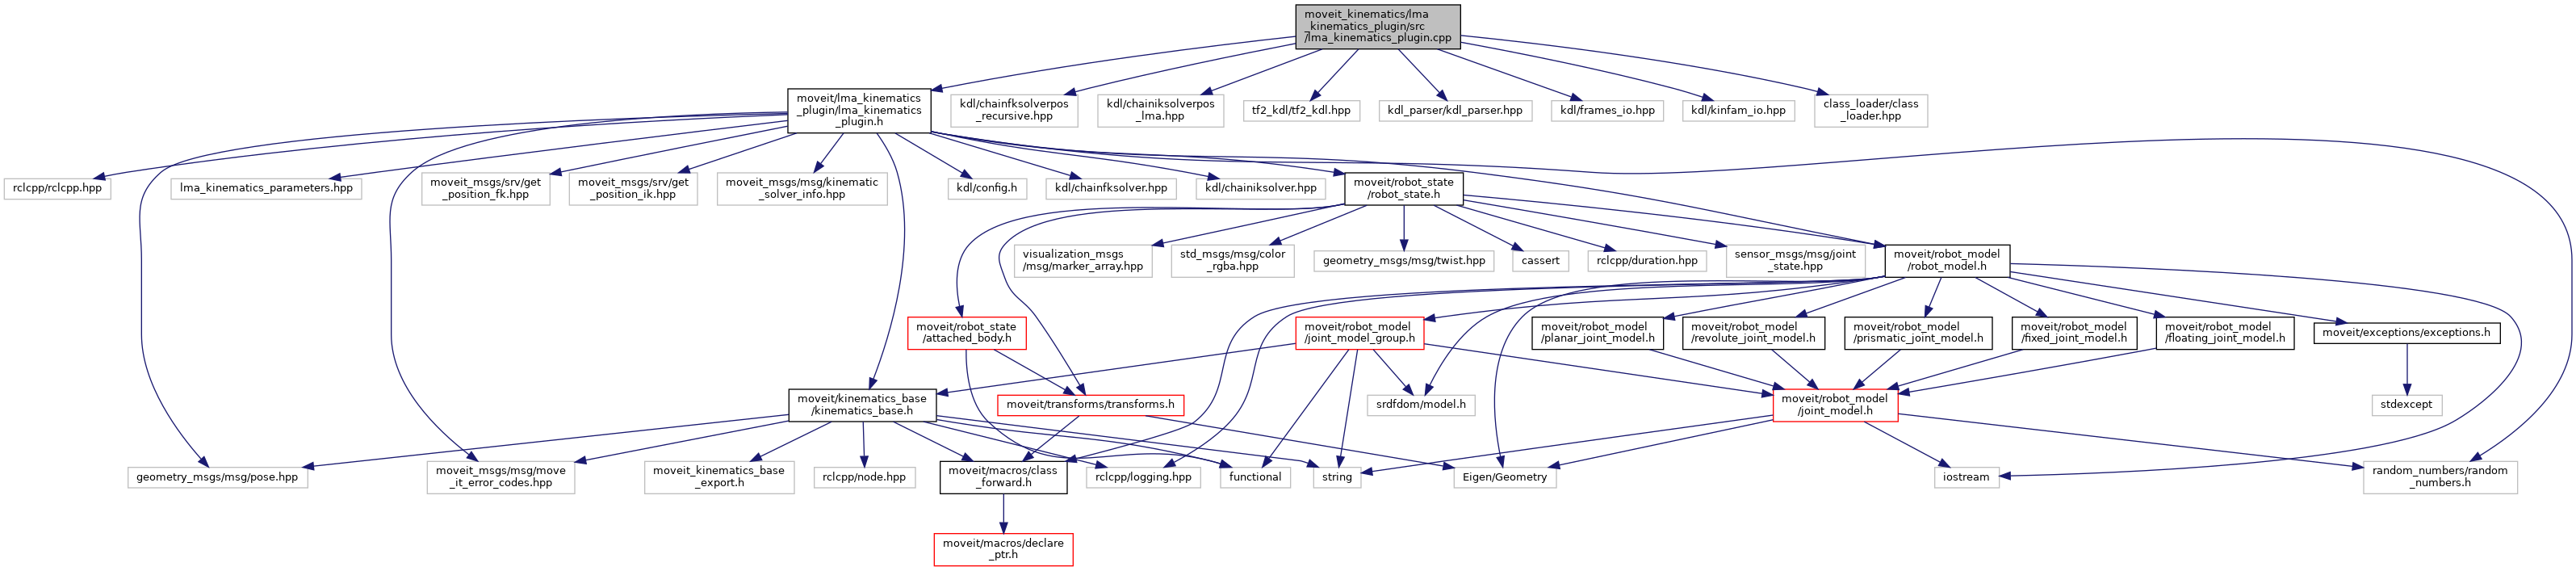 moveit_kinematics/lma
_kinematics_plugin/src
/lma_kinematics_plugin.cpp
moveit/lma_kinematics
_plugin/lma_kinematics
_plugin.h
kdl/chainfksolverpos
_recursive.hpp
kdl/chainiksolverpos
_lma.hpp
tf2_kdl/tf2_kdl.hpp
kdl_parser/kdl_parser.hpp
kdl/frames_io.hpp
kdl/kinfam_io.hpp
class_loader/class
_loader.hpp
rclcpp/rclcpp.hpp
lma_kinematics_parameters.hpp
moveit_msgs/srv/get
_position_fk.hpp
moveit_msgs/srv/get
_position_ik.hpp
moveit_msgs/msg/kinematic
_solver_info.hpp
kdl/config.h
kdl/chainfksolver.hpp
kdl/chainiksolver.hpp
moveit/robot_state
/robot_state.h
visualization_msgs
/msg/marker_array.hpp
std_msgs/msg/color
_rgba.hpp
geometry_msgs/msg/twist.hpp
cassert
rclcpp/duration.hpp
sensor_msgs/msg/joint
_state.hpp
moveit/robot_model
/robot_model.h
moveit/robot_state
/attached_body.h
moveit/robot_model
/joint_model_group.h
moveit/robot_model
/planar_joint_model.h
moveit/robot_model
/revolute_joint_model.h
moveit/robot_model
/prismatic_joint_model.h
moveit/robot_model
/fixed_joint_model.h
moveit/robot_model
/floating_joint_model.h
moveit/exceptions/exceptions.h
moveit/kinematics_base
/kinematics_base.h
moveit/transforms/transforms.h
srdfdom/model.h
moveit/robot_model
/joint_model.h
stdexcept
geometry_msgs/msg/pose.hpp
moveit_msgs/msg/move
_it_error_codes.hpp
moveit_kinematics_base
_export.h
rclcpp/node.hpp
moveit/macros/class
_forward.h
rclcpp/logging.hpp
functional
string
Eigen/Geometry
iostream
random_numbers/random
_numbers.h
moveit/macros/declare
_ptr.h